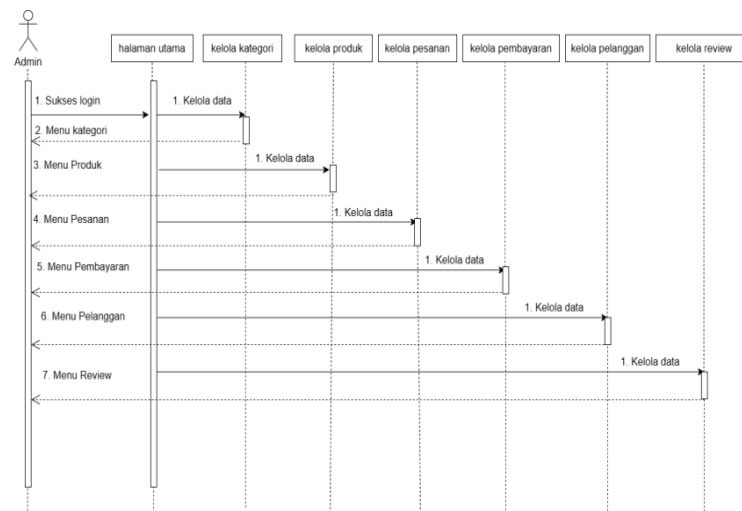 Admin
halaman utama
kelola kategori
kelola produk
kelola pesanan
kelola pembayaran
kelola pelanggan
kelola review
1. Sukses login
1. Kelola data
2. Menu kategori
3. Menu Produk
1. Kelola data
4. Menu Pesanan
1. Kelola data
5. Menu Pembayaran
1. Kelola data
6. Menu Pelanggan
1. Kelola data
7. Menu Review
1. Kelola data